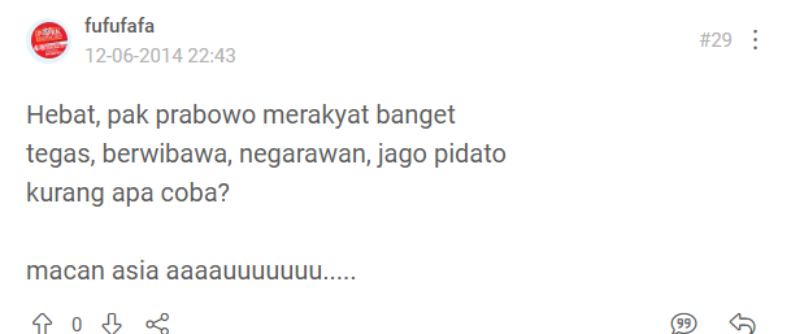 fufufafa
12-06-2014 22:43
#29
Hebat, pak prabowo merakyat banget
tegas, berwibawa, negarawan, jago pidato
kurang apa coba?
macan asia aaaauuuuuuu.....
0
99